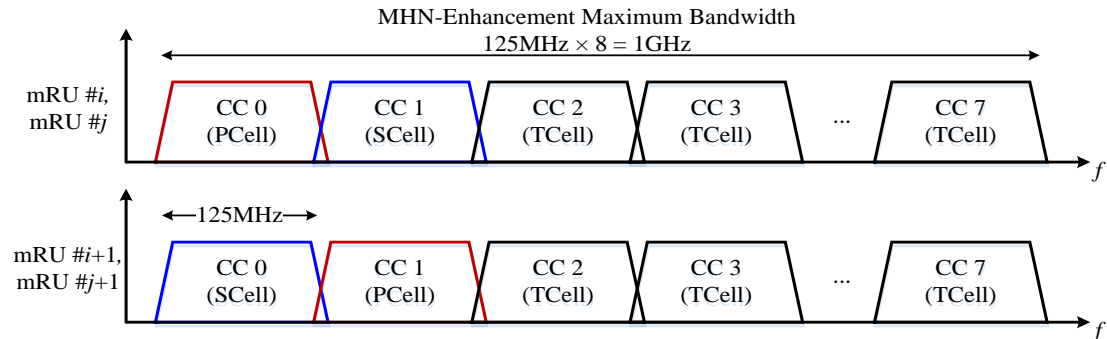 MHN-Enhancement Maximum Bandwidth
125MHz × 8 = 1GHz
mRU #i,
mRU #j
CC 0
(PCell)
CC 1
(SCell)
CC 2
(TCell)
CC 3
(TCell)
...
CC 7
(TCell)
f
125MHz
mRU #i+1,
mRU #j+1
CC 0
(SCell)
CC 1
(PCell)
CC 2
(TCell)
CC 3
(TCell)
...
CC 7
(TCell)
f